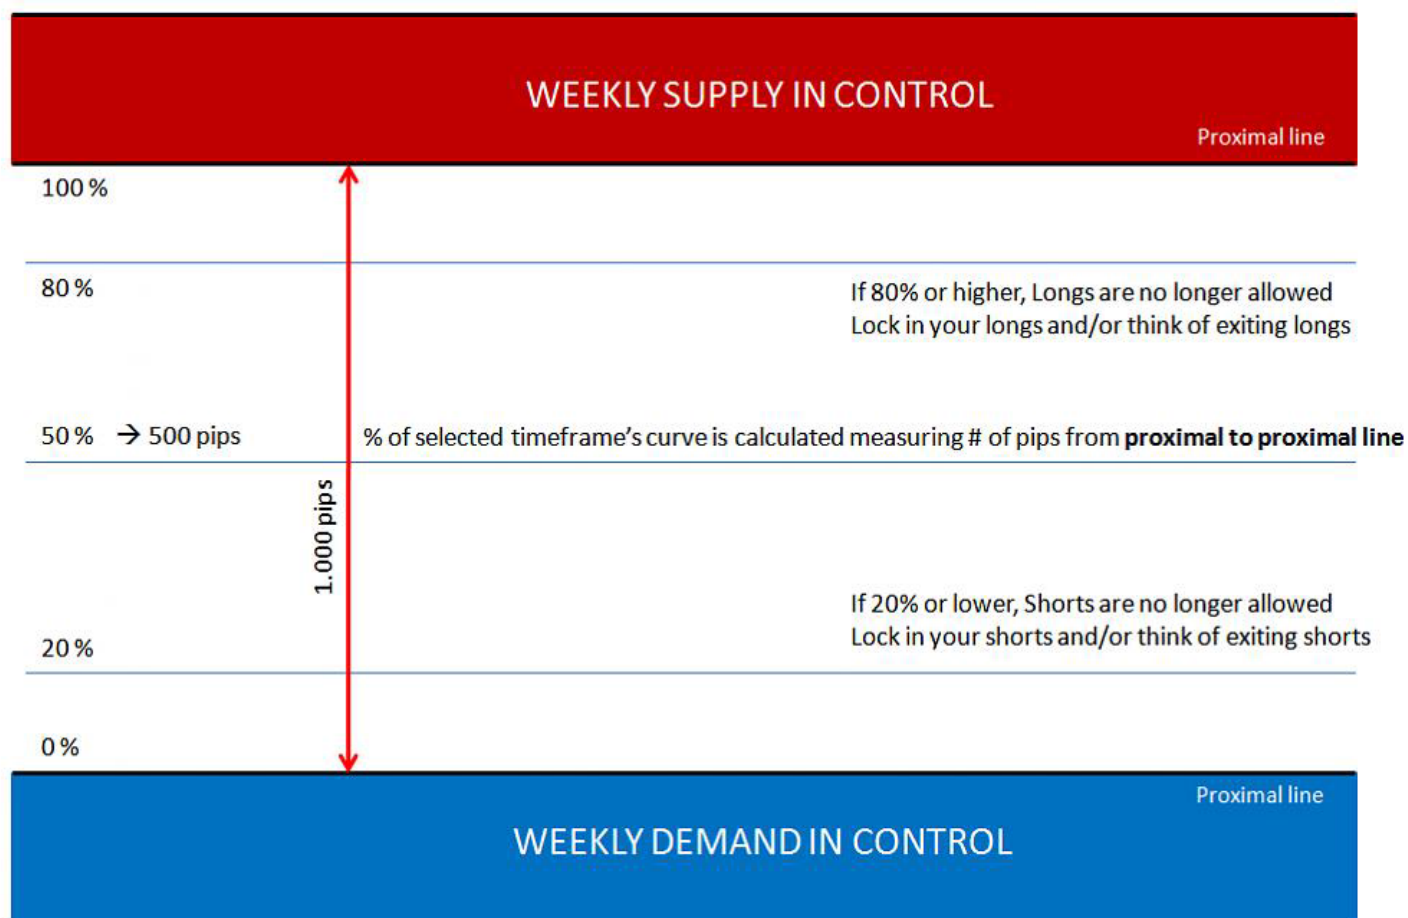 WEEKLY SUPPLY IN CONTROL
Proximal line
100 %
80 %
If 80% or higher, Longs are no longer allowed
Lock in your longs and/or think of exiting longs
50 % → 500 pips
% of selected timeframe's curve is calculated measuring # of pips from proximal to proximal line
1.000 pips
If 20% or lower, Shorts are no longer allowed
Lock in your shorts and/or think of exiting shorts
20 %
0 %
Proximal line
WEEKLY DEMAND IN CONTROL